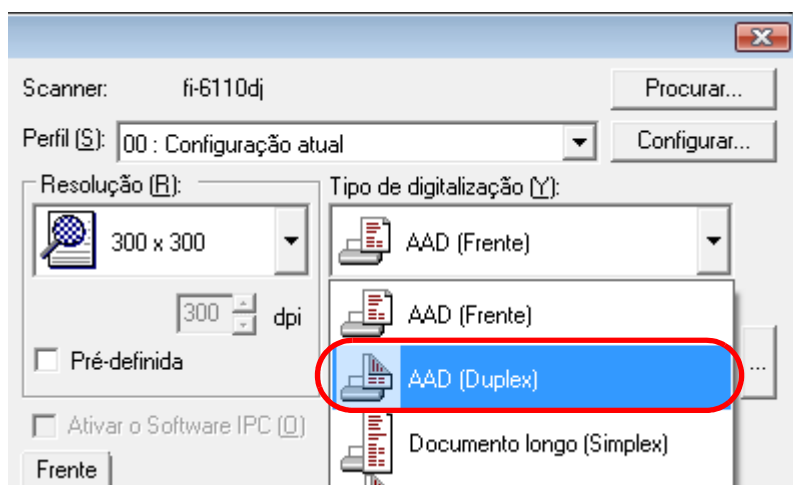 Scanner: fi-6110dj Procurar...
Perfil (S): 00 : Configuração atual Configurar...
Resolução (R): Tipo de digitalização (Y):
300 x 300 AAD (Frente)
300 dpi AAD (Frente)
Pré-definida AAD (Duplex) ...
Ativar o Software IPC (O) Documento longo (Simplex)
Frente